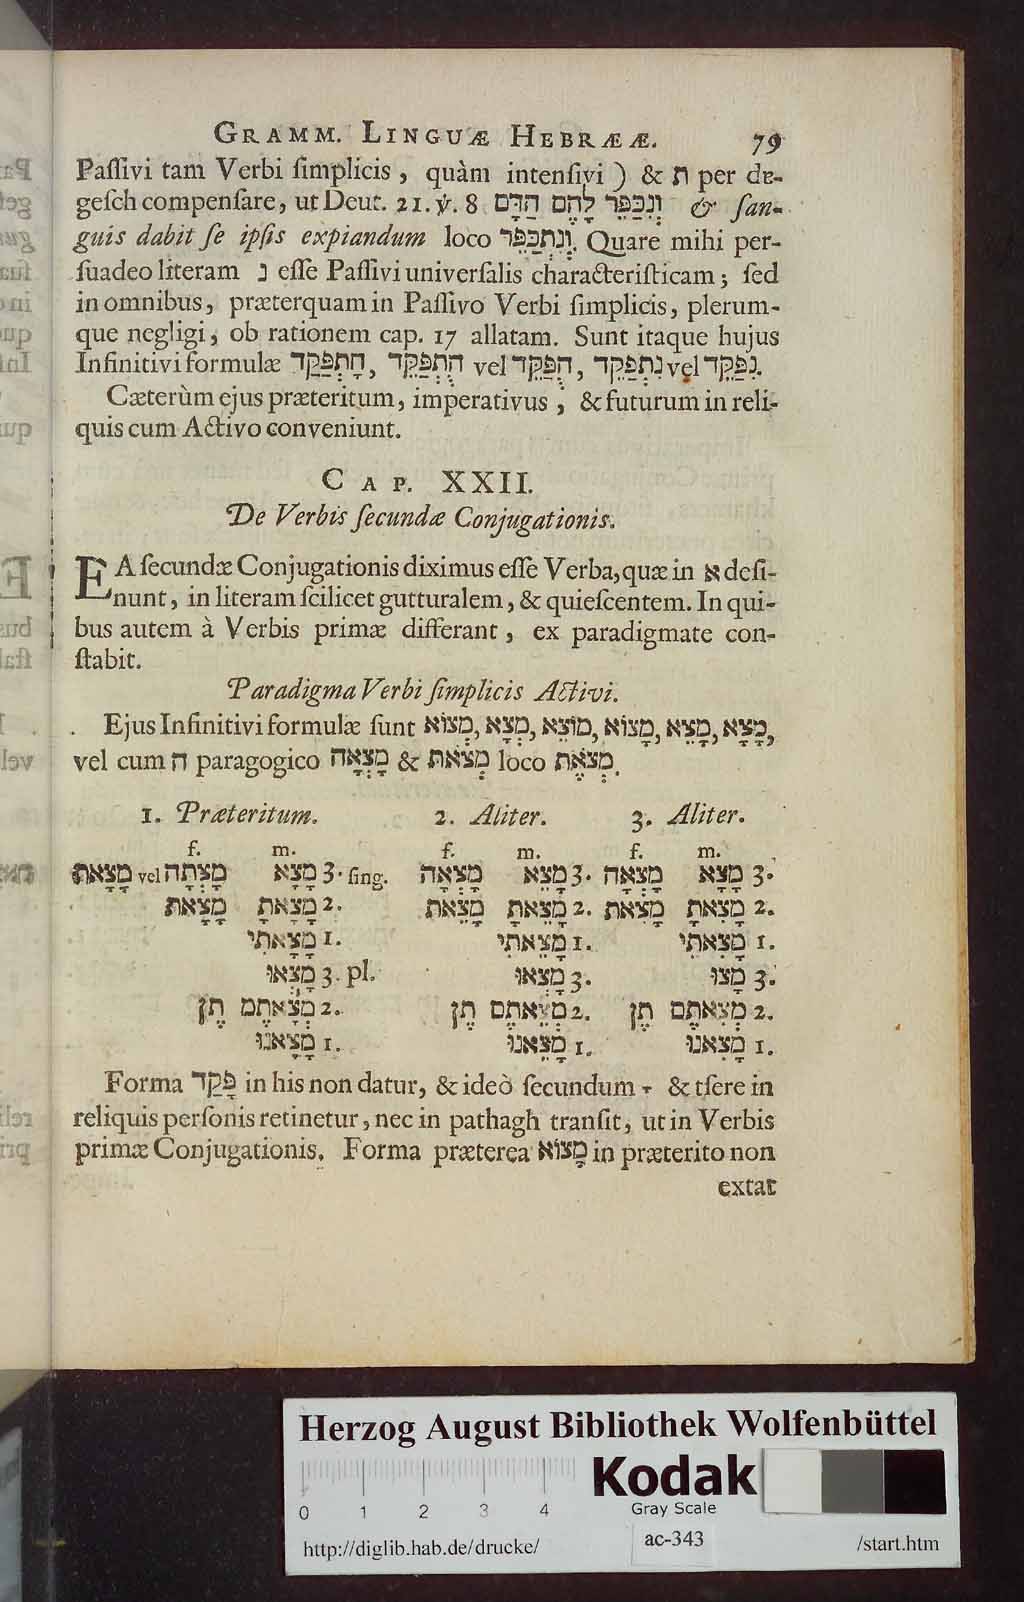 GRAMM. LINGUÆ HEBRÆÆ. 79
Paſſivi tam Verbi ſimplicis, quàm intenſivi) & ת per da-
geſch compenſare, ut Deut. 21. ℣. 8 וְנִכַּפֵּר לָהֶם הַדָּם & ſan-
guis dabit ſe ipſis expiandum loco וְנִתְכַּפֵּר. Quare mihi per-
ſuadeo literam נ eſſe Paſſivi univerſalis characteriſticam; ſed
in omnibus, præterquam in Paſſivo Verbi ſimplicis, plerum-
que negligi, ob rationem cap. 17 allatam. Sunt itaque hujus
Infinitivi formulæ הָתְפַּקַד, הֻתְפַּקֵד vel הֻפַּקֵד, נִתְפַּקֵד vel נִפַּקֵד.
Cæterùm ejus præteritum, imperativus, & futurum in reli-
quis cum Activo conveniunt.
CAP. XXII.
De Verbis ſecundæ Conjugationis.
EA ſecundæ Conjugationis diximus eſſe Verba, quæ in א deſi-
nunt, in literam ſcilicet gutturalem, & quieſcentem. In qui-
bus autem à Verbis primæ differant, ex paradigmate con-
ſtabit.
Paradigma Verbi ſimplicis Activi.
Ejus Infinitivi formulæ ſunt מָצָא, מָצֵא, מָצוֹא, מוֹצֵא, מְצָא, מְצוֹא,
vel cum ה paragogico מָצְאָה & מְצֹאת loco מְצֹאֶת.
1. Præteritum. 2. Aliter. 3. Aliter.
f. m. f. m. f. m.
מָצָאת vel מָצְתָה מָצָא 3. ſing. מָצְאָה מָצֵא 3. מָצְאָה מָצִא 3.
מָצָאת מָצָאתָ 2. מָצֵאת מָצֵאתָ 2. מָצִאת מָצִאתָ 2.
מָצָאתִי 1. מָצֵאתִי 1. מָצִאתִי 1.
מָצְאוּ 3. pl. מָצְאוּ 3. מָצוּ 3.
מְצָאתֶם תֶן 2. מְצֵאתֶם תֶן 2. מְצִאתֶם תֶן 2.
מָצָאנוּ 1. מָצֵאנוּ 1. מָצִאנוּ 1.
Forma פָּקַד in his non datur, & ideò ſecundum ָ & tſere in
reliquis perſonis retinetur, nec in pathagh tranſit, ut in Verbis
primæ Conjugationis. Forma præterea מָצוֹא in præterito non
extat
Herzog August Bibliothek Wolfenbüttel
Kodak
Gray Scale
0 1 2 3 4
http://diglib.hab.de/drucke/ ac-343 /start.htm